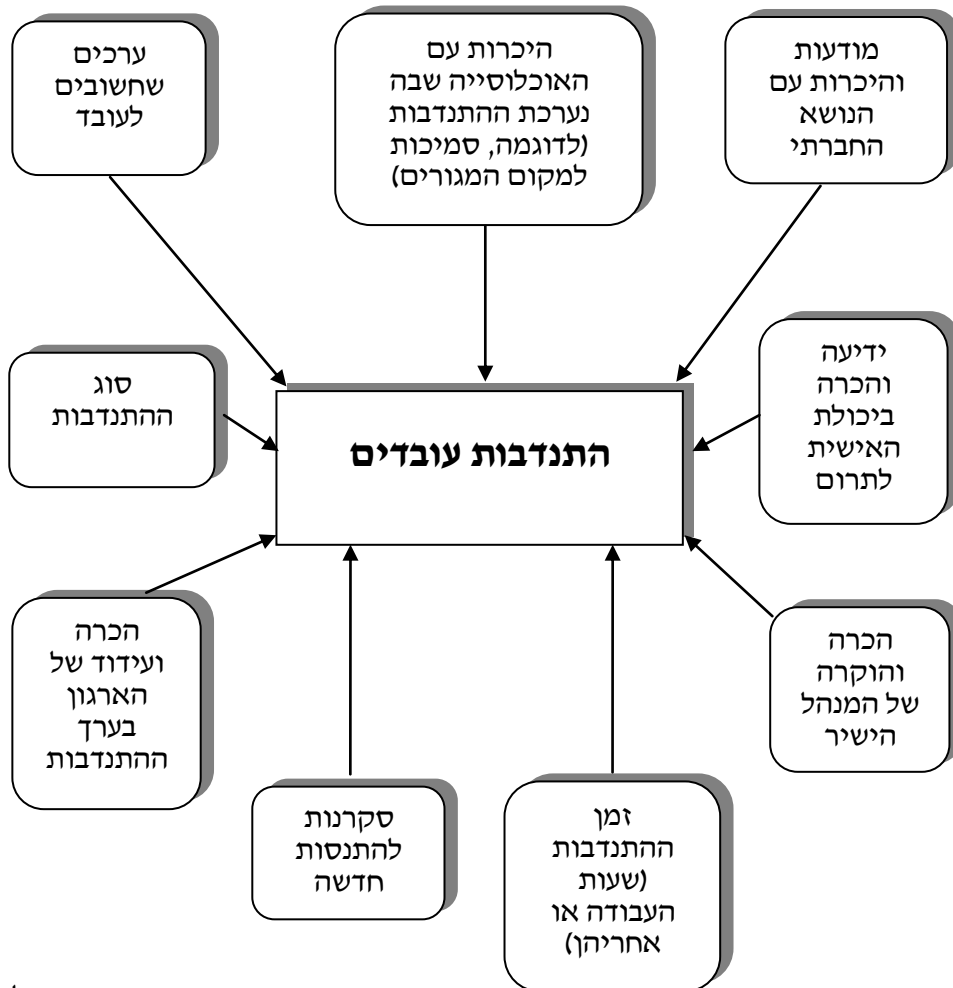 מודעות
והיכרות עם
הנושא
החברתי
היכרות עם
האוכלוסייה שבה
נערכת ההתנדבות
(לדוגמה, סמיכות
למקום המגורים)
ערכים
שחשובים
לעובד
ידיעה
והכרה
ביכולת
האישית
לתרום
התנדבות עובדים
סוג
ההתנדבות
הכרה
והוקרה
של המנהל
הישיר
זמן
ההתנדבות
(שעות
העבודה או
אחריהן)
סקרנות
להתנסות
חדשה
הכרה
ועידוד של
הארגון
בערך
ההתנדבות